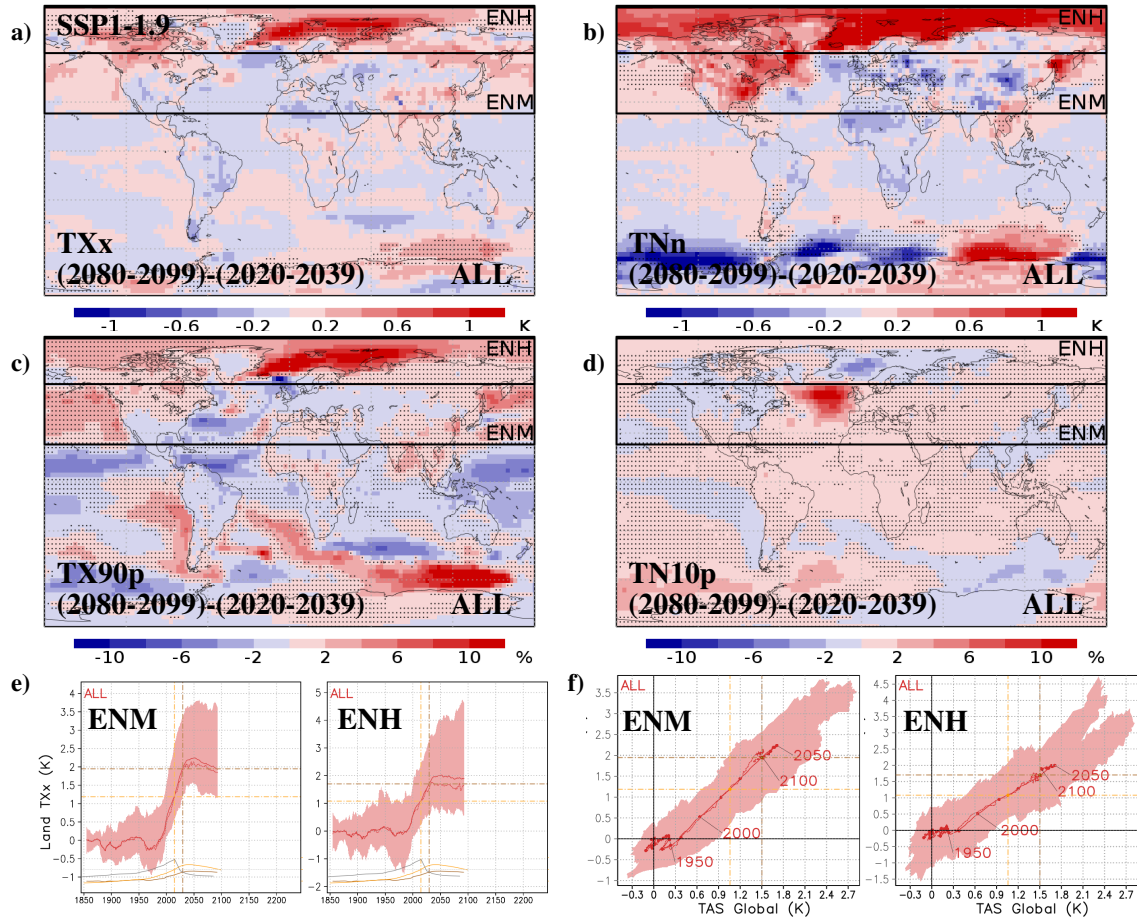 a)
SSP1-1.9
ENH
ENM
TXx
(2080-2099)-(2020-2039)
ALL
-1 -0.6 -0.2 0.2 0.6 1 K
b)
ENH
ENM
TNn
(2080-2099)-(2020-2039)
ALL
-1 -0.6 -0.2 0.2 0.6 1 K
c)
ENH
ENM
TX90p
(2080-2099)-(2020-2039)
ALL
-10 -6 -2 2 6 10 %
d)
ENH
ENM
TN10p
(2080-2099)-(2020-2039)
ALL
-10 -6 -2 2 6 10 %
e)
ALL
ENM
Land TXx (K)
4
3.5
3
2.5
2
1.5
1
0.5
0
-0.5
-1
1850 1900 1950 2000 2050 2100 2150 2200
ALL
ENH
5
4
3
2
1
0
-1
-2
1850 1900 1950 2000 2050 2100 2150 2200
f)
ALL
ENM
3.5
3
2.5
2
1.5
1
0.5
0
-0.5
-1
2050
2100
2000
1950
-0.3 0 0.3 0.6 0.9 1.2 1.5 1.8 2.1 2.4 2.7
TAS Global (K)
ALL
ENH
4.5
4
3.5
3
2.5
2
1.5
1
0.5
0
-0.5
-1
-1.5
2050
2100
2000
1950
-0.3 0 0.3 0.6 0.9 1.2 1.5 1.8 2.1 2.4 2.7
TAS Global (K)